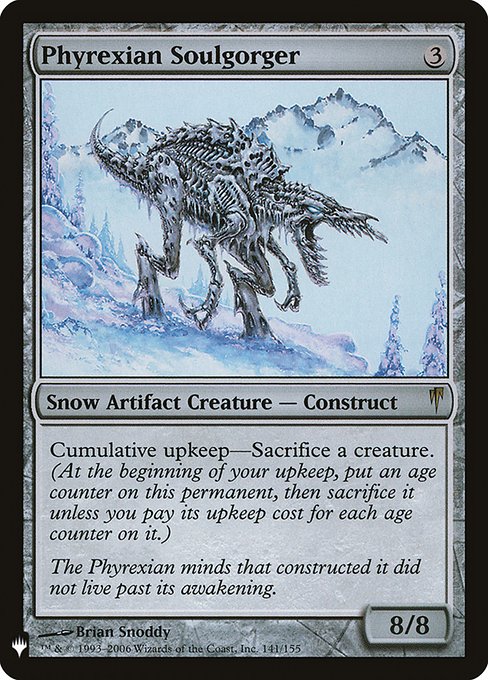 Phyrexian Soulgorger 3
Snow Artifact Creature — Construct
Cumulative upkeep—Sacrifice a creature.
(At the beginning of your upkeep, put an age
counter on this permanent, then sacrifice it
unless you pay its upkeep cost for each age
counter on it.)
The Phyrexian minds that constructed it did
not live past its awakening.
8/8
Brian Snoddy
™ & © 1993–2006 Wizards of the Coast, Inc. 141/155